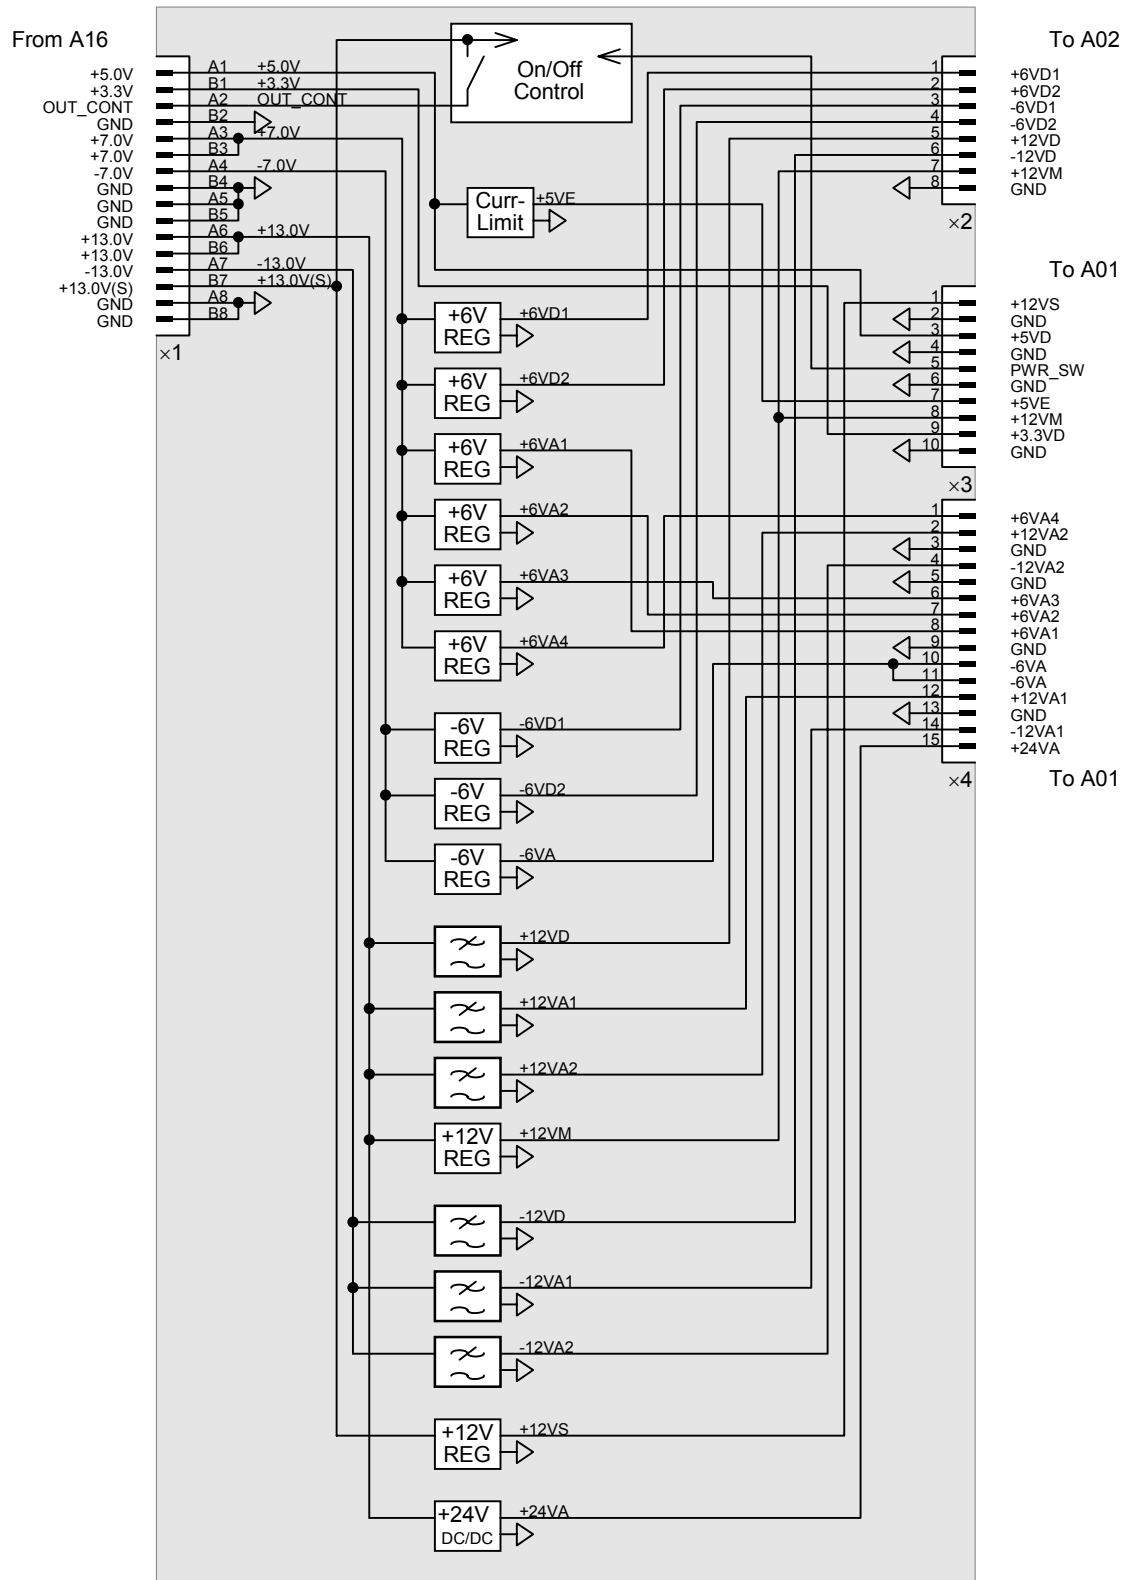 From A16
To A02
+5.0V A1 +5.0V
+3.3V B1 +3.3V
OUT_CONT A2 OUT_CONT
GND B2
+7.0V A3 +7.0V
+7.0V B3
-7.0V A4 -7.0V
GND B4
GND A5
GND B5
+13.0V A6 +13.0V
+13.0V B6
-13.0V A7 -13.0V
+13.0V(S) B7 +13.0V(S)
GND A8
GND B8
×1
On/Off
Control
1 +6VD1
2 +6VD2
3 -6VD1
4 -6VD2
5 +12VD
6 -12VD
7 +12VM
8 GND
×2
Curr-
Limit
+5VE
To A01
1 +12VS
2 GND
3 +5VD
4 GND
5 PWR_SW
6 GND
7 +5VE
8 +12VM
9 +3.3VD
10 GND
×3
1 +6VA4
2 +12VA2
3 GND
4 -12VA2
5 GND
6 +6VA3
7 +6VA2
8 +6VA1
9 GND
10 -6VA
11 -6VA
12 +12VA1
13 GND
14 -12VA1
15 +24VA
×4
To A01
+6V
REG
+6VD1
+6V
REG
+6VD2
+6V
REG
+6VA1
+6V
REG
+6VA2
+6V
REG
+6VA3
+6V
REG
+6VA4
-6V
REG
-6VD1
-6V
REG
-6VD2
-6V
REG
-6VA
+12VD
+12VA1
+12VA2
+12V
REG
+12VM
-12VD
-12VA1
-12VA2
+12V
REG
+12VS
+24V
DC/DC
+24VA